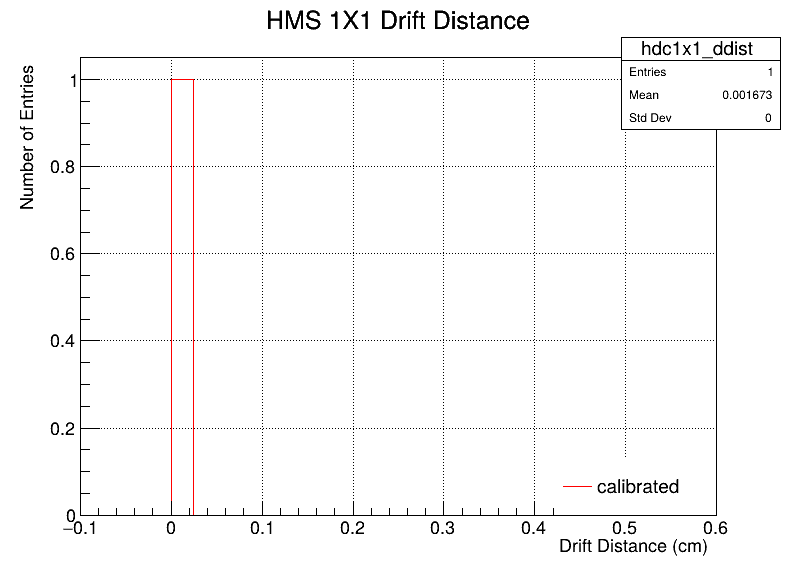 HMS 1X1 Drift Distance
hdc1x1_ddist
Entries 1
Mean 0.001673
Std Dev 0
Number of Entries
1
0.8
0.6
0.4
0.2
0
−0.1 0 0.1 0.2 0.3 0.4 0.5 0.6
calibrated
Drift Distance (cm)